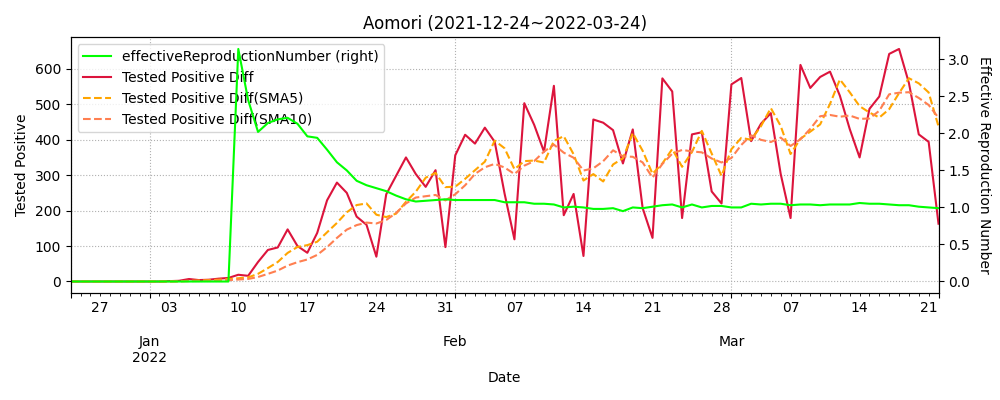 Aomori (2021-12-24~2022-03-24)
effectiveReproductionNumber (right)
Tested Positive Diff
Tested Positive Diff(SMA5)
Tested Positive Diff(SMA10)
Tested Positive
600
500
400
300
200
100
0
3.0
2.5
2.0
1.5
1.0
0.5
0.0
Effective Reproduction Number
27 03 10 17 24 31 07 14 21 28 07 14 21
Jan Feb Mar
2022
Date